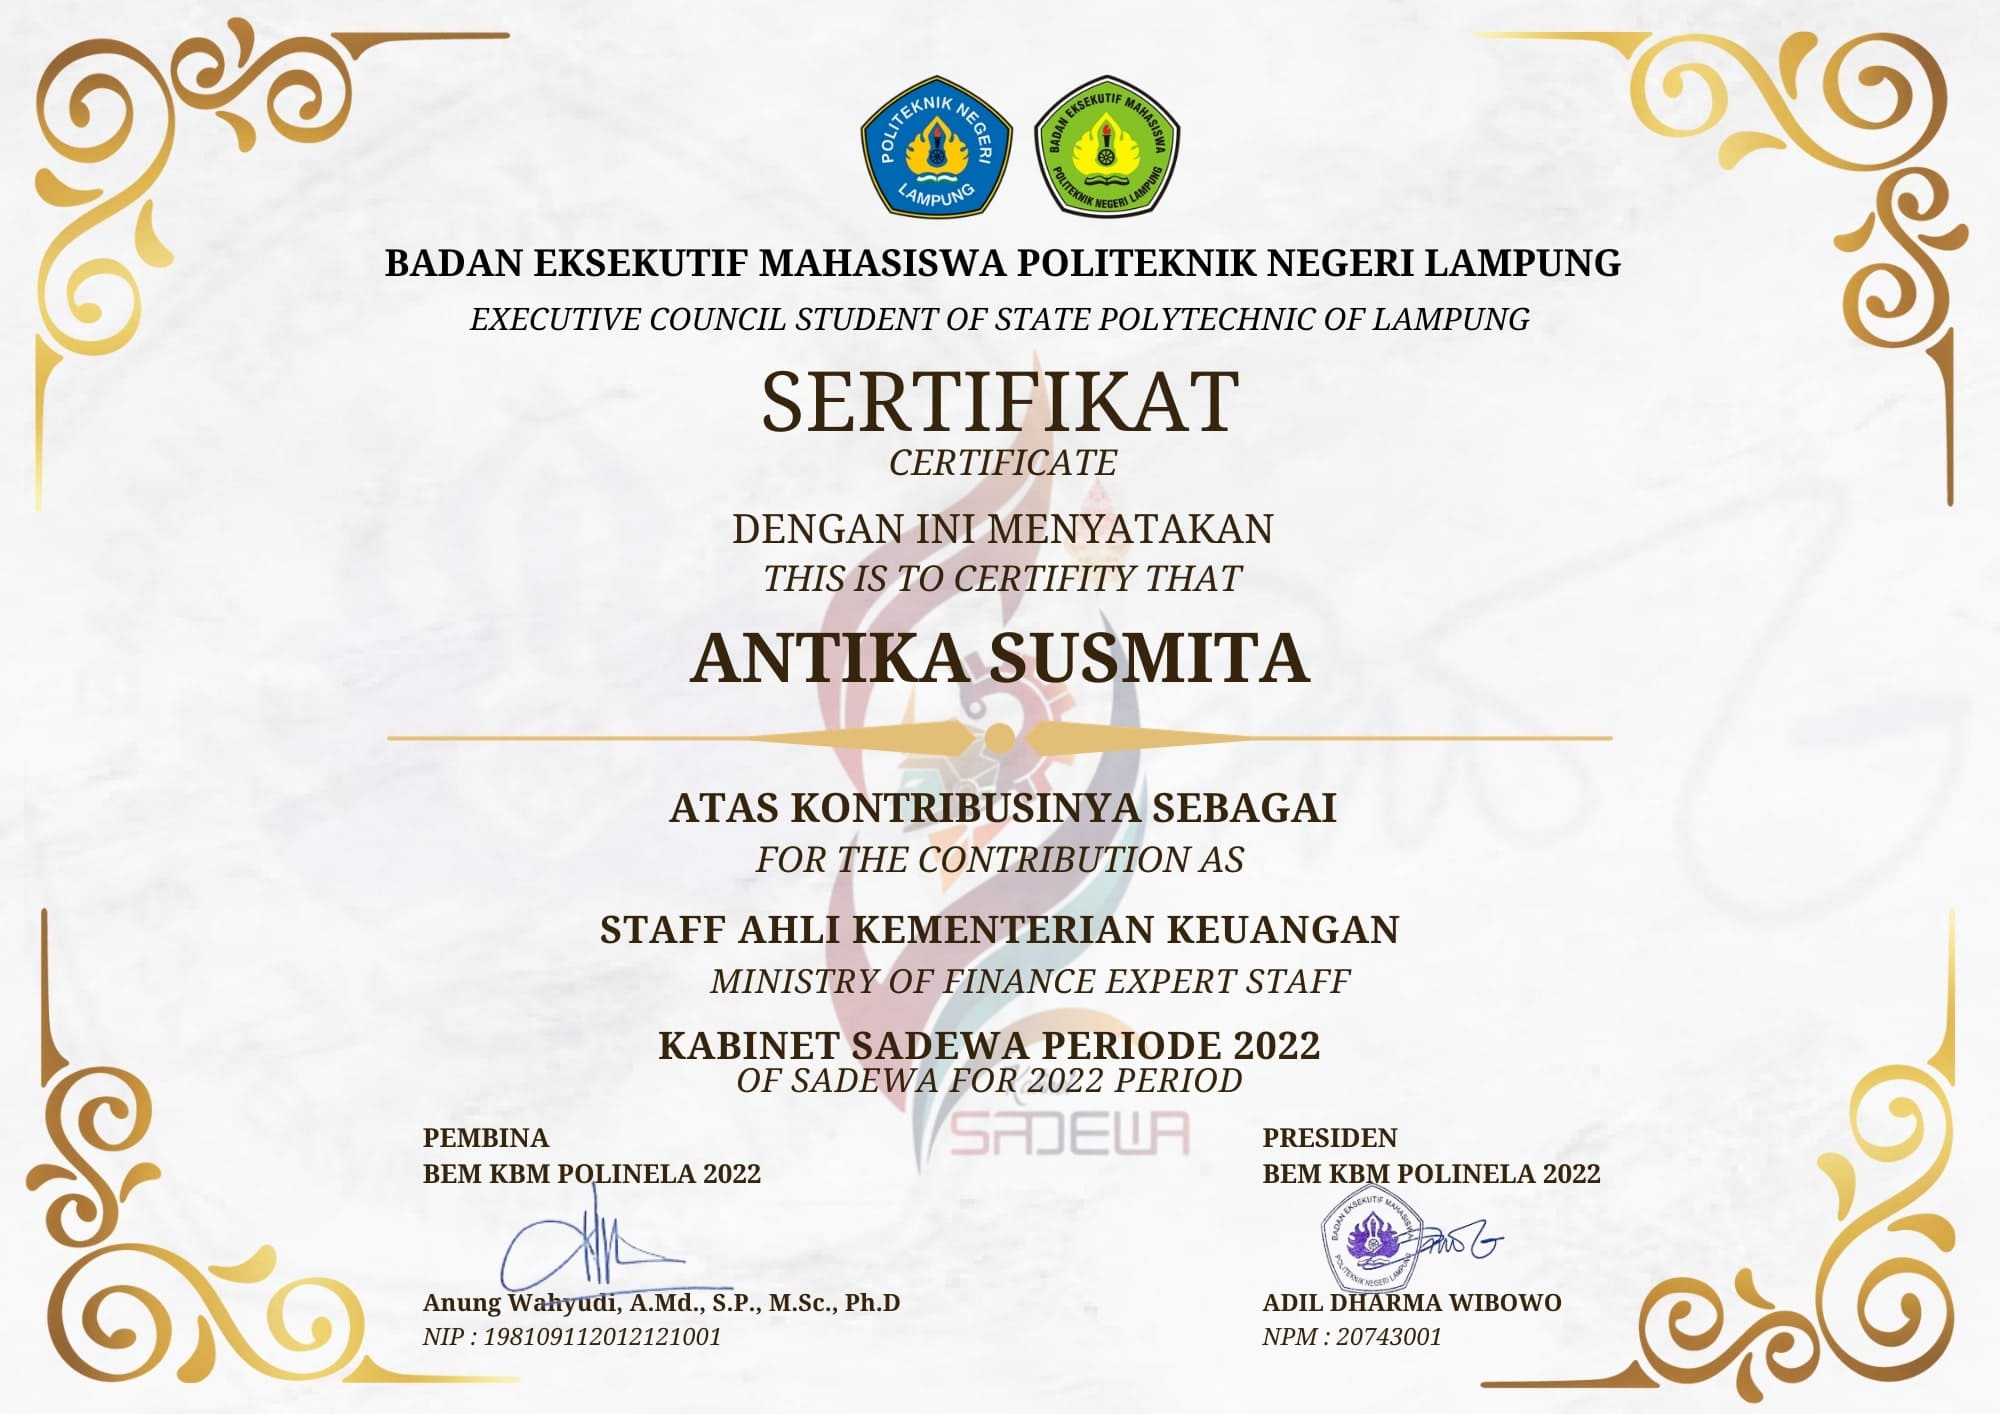 POLITEKNIK NEGERI
LAMPUNG
BADAN EKSEKUTIF MAHASISWA
POLITEKNIK NEGERI LAMPUNG
BADAN EKSEKUTIF MAHASISWA POLITEKNIK NEGERI LAMPUNG
EXECUTIVE COUNCIL STUDENT OF STATE POLYTECHNIC OF LAMPUNG
SERTIFIKAT
CERTIFICATE
DENGAN INI MENYATAKAN
THIS IS TO CERTIFITY THAT
ANTIKA SUSMITA
ATAS KONTRIBUSINYA SEBAGAI
FOR THE CONTRIBUTION AS
STAFF AHLI KEMENTERIAN KEUANGAN
MINISTRY OF FINANCE EXPERT STAFF
KABINET SADEWA PERIODE 2022
OF SADEWA FOR 2022 PERIOD
SADEWA
PEMBINA
BEM KBM POLINELA 2022
Anung Wahyudi, A.Md., S.P., M.Sc., Ph.D
NIP : 198109112012121001
PRESIDEN
BEM KBM POLINELA 2022
BADAN EKSEKUTIF MAHASISWA
POLITEKNIK NEGERI LAMPUNG
ADIL DHARMA WIBOWO
NPM : 20743001